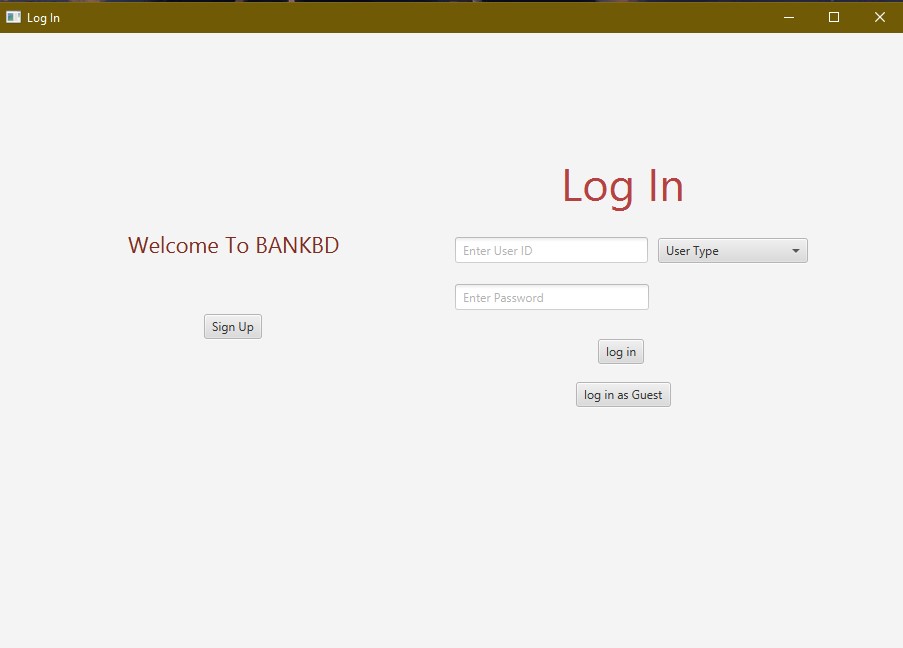 Log In
Log In
Welcome To BANKBD
Enter User ID
User Type
Enter Password
Sign Up
log in
log in as Guest